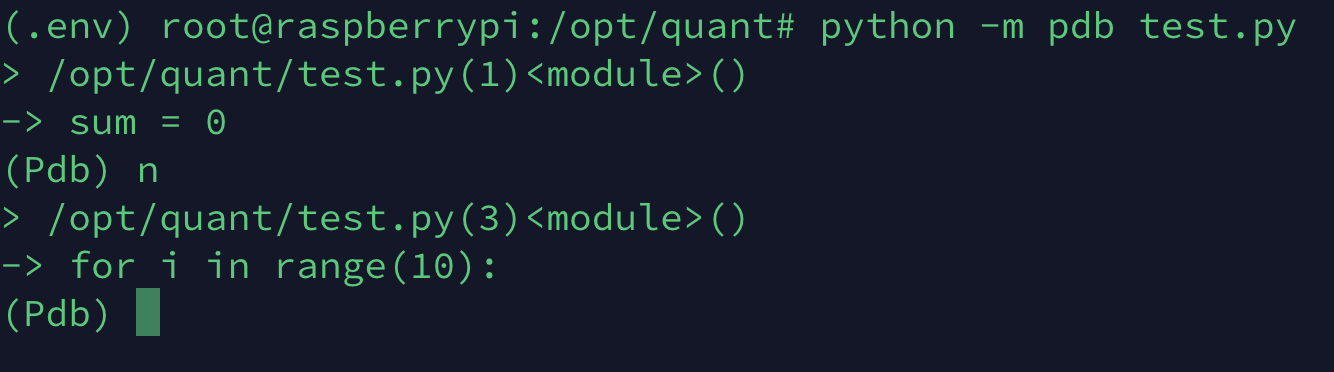 (.env) root@raspberrypi:/opt/quant# python -m pdb test.py
> /opt/quant/test.py(1)<module>()
-> sum = 0
(Pdb) n
> /opt/quant/test.py(3)<module>()
-> for i in range(10):
(Pdb)